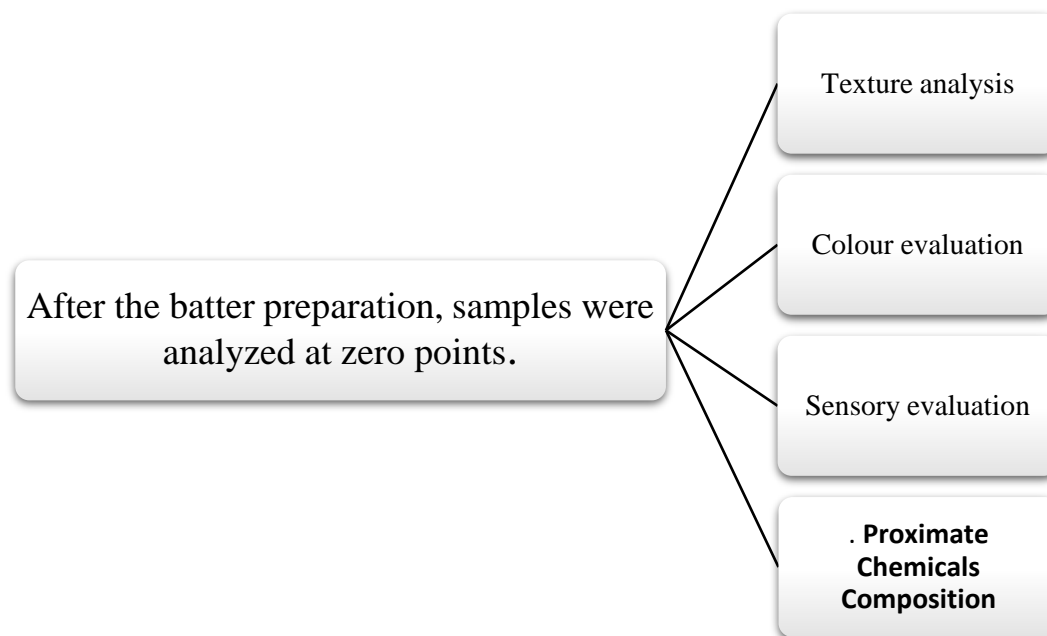 Texture analysis
Colour evaluation
After the batter preparation, samples were
analyzed at zero points.
Sensory evaluation
. Proximate
Chemicals
Composition